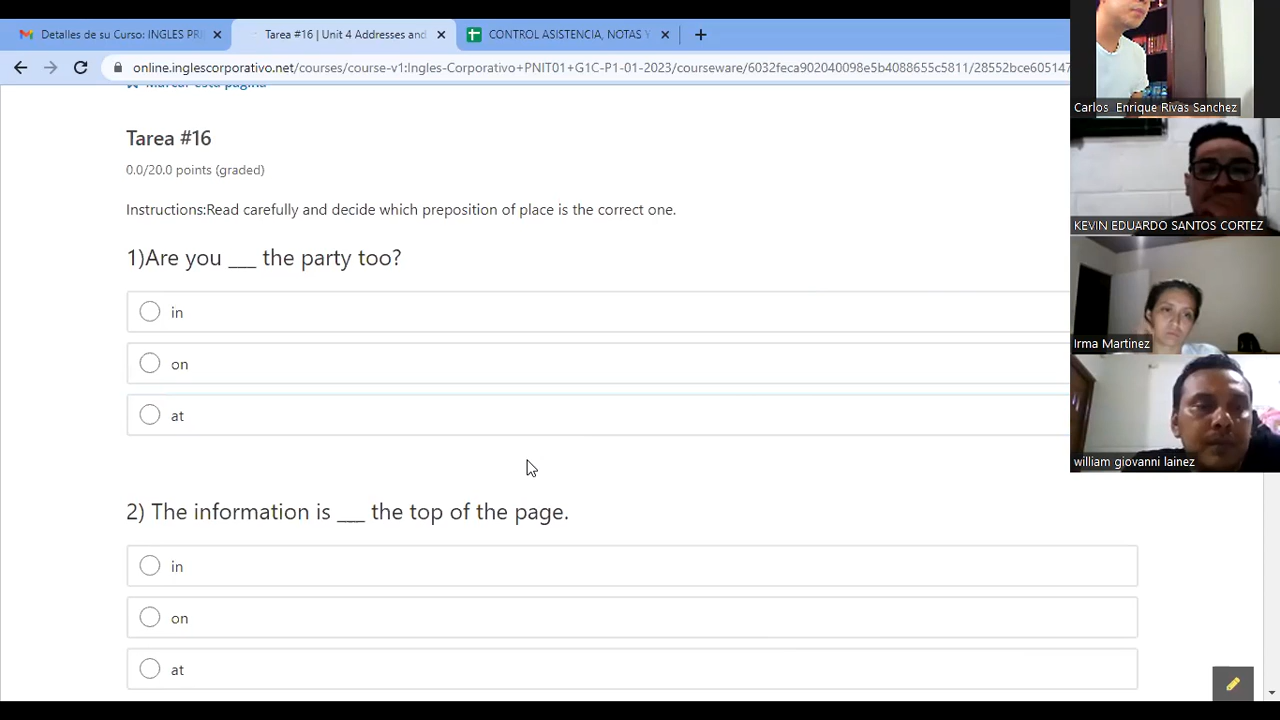 Detalles de su Curso: INGLES PRI
Tarea #16 | Unit 4 Addresses and
CONTROL ASISTENCIA, NOTAS Y
online.inglescorporativo.net/courses/course-v1:Ingles-Corporativo+PNIT01+G1C-P1-01-2023/courseware/6032feca902040098e5b4088655c5811/28552bce605147
Marcar esta página
Tarea #16
0.0/20.0 points (graded)
Instructions:Read carefully and decide which preposition of place is the correct one.
1)Are you ___ the party too?
in
on
at
2) The information is ___ the top of the page.
in
on
at
Carlos Enrique Rivas Sanchez
KEVIN EDUARDO SANTOS CORTEZ
Irma Martinez
william giovanni lainez